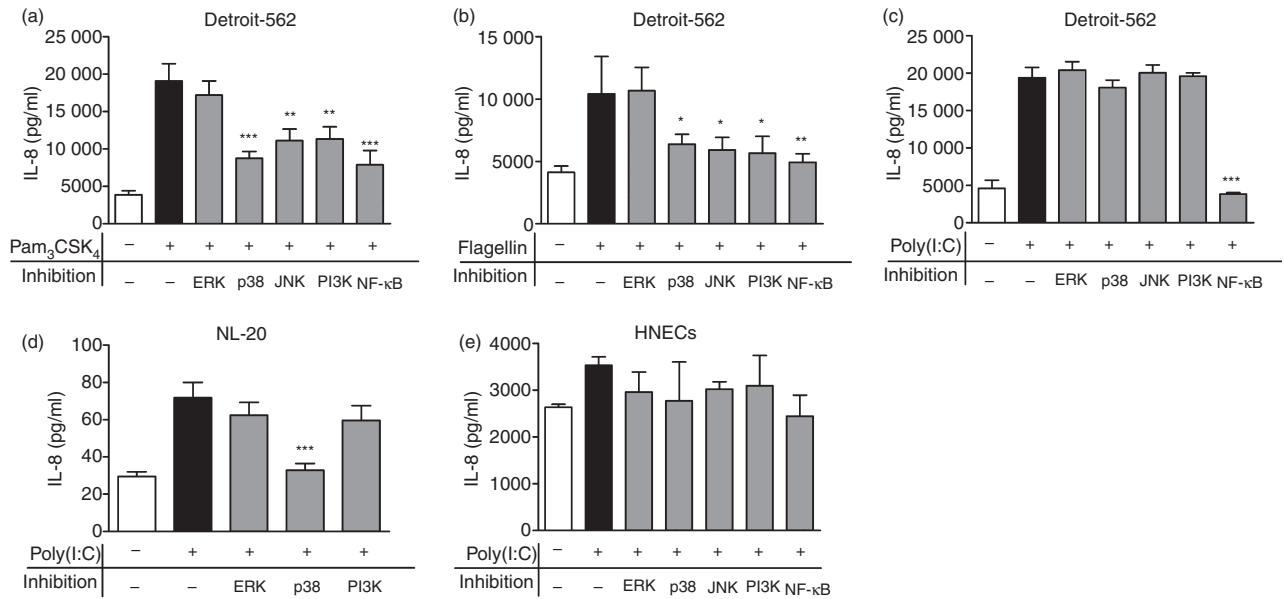 (a) Detroit-562
IL-8 (pg/ml)
25 000
20 000
15 000
10 000
5000
0
*** ** ** ***
Pam₃CSK₄ – + + + + + +
Inhibition – ERK p38 JNK PI3K NF-κB
(b) Detroit-562
IL-8 (pg/ml)
15 000
10 000
5000
0
* * * **
Flagellin – + + + + + +
Inhibition – – ERK p38 JNK PI3K NF-κB
(c) Detroit-562
IL-8 (pg/ml)
25 000
20 000
15 000
10 000
5000
0
***
Poly(I:C) – + + + + + +
Inhibition – – ERK p38 JNK PI3K NF-κB
(d) NL-20
IL-8 (pg/ml)
100
80
60
40
20
0
***
Poly(I:C) – + + + +
Inhibition – – ERK p38 PI3K
(e) HNECs
IL-8 (pg/ml)
4000
3000
2000
1000
0
Poly(I:C) – + + + + + +
Inhibition – – ERK p38 JNK PI3K NF-κB